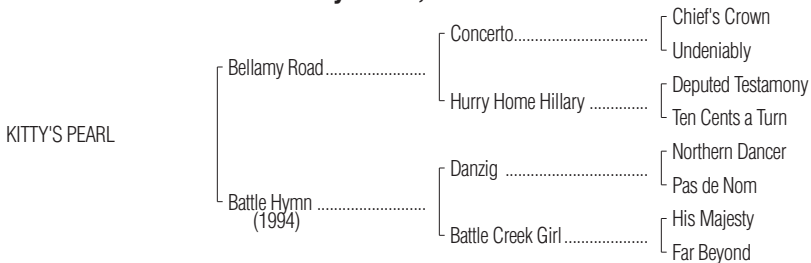 Chief's Crown
Concerto
Undeniably
Bellamy Road
Deputed Testamony
Hurry Home Hillary
Ten Cents a Turn
KITTY'S PEARL
Northern Dancer
Danzig
Pas de Nom
Battle Hymn
(1994)
His Majesty
Battle Creek Girl
Far Beyond